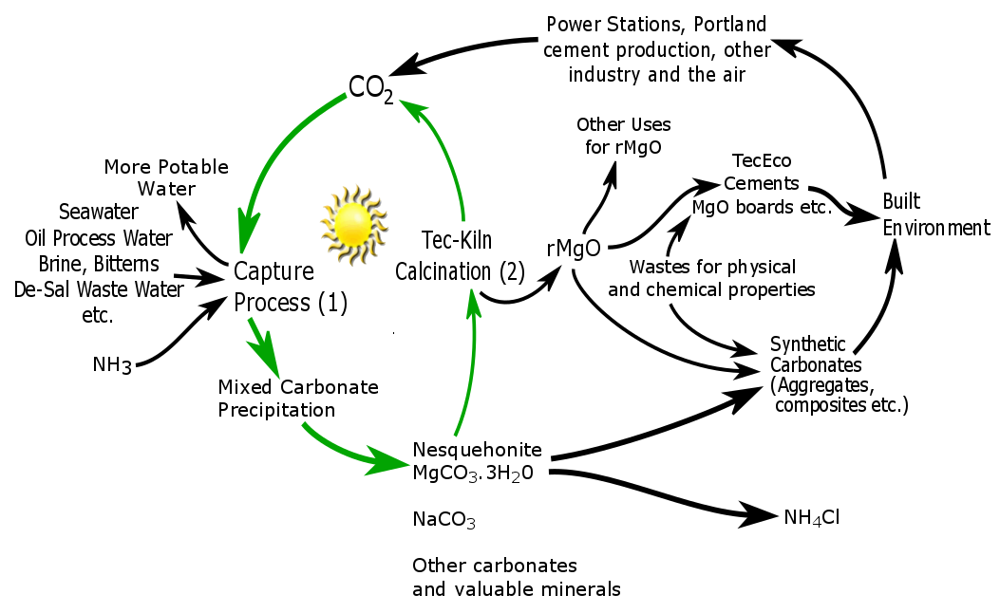 Power Stations, Portland
cement production, other
industry and the air
CO₂
Other Uses
for rMgO
TecEco
Cements
MgO boards etc.
Built
Environment
More Potable
Water
Seawater
Oil Process Water
Brine, Bitterns
De-Sal Waste Water
etc.
NH3
Capture
Process (1)
Tec-Kiln
Calcination (2)
rMgO
Wastes for physical
and chemical properties
Synthetic
Carbonates
(Aggregates,
composites etc.)
Mixed Carbonate
Precipitation
Nesquehonite
MgCO₃.3H₂0
NaCO₃
Other carbonates
and valuable minerals
NH₄Cl